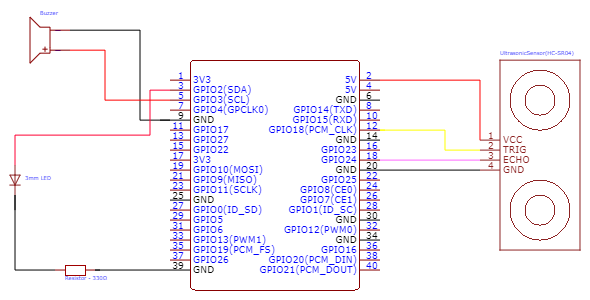 Buzzer
UltrasonicSensor(HC-SR04)
1 3V3 5V 2
3 GPIO2(SDA) 5V 4
5 GPIO3(SCL) GND 6
7 GPIO4(GPCLK0) GPIO14(TXD) 8
9 GND GPIO15(RXD) 10
11 GPIO17 GPIO18(PCM_CLK) 12
13 GPIO27 GND 14
15 GPIO22 GPIO23 16
17 3V3 GPIO24 18
19 GPIO10(MOSI) GND 20
21 GPIO9(MISO) GPIO25 22
23 GPIO11(SCLK) GPIO8(CE0) 24
25 GND GPIO7(CE1) 26
27 GPIO0(ID_SD) GPIO1(ID_SC) 28
29 GPIO5 GND 30
31 GPIO6 GPIO12(PWM0) 32
33 GPIO13(PWM1) GND 34
35 GPIO19(PCM_FS) GPIO16 36
37 GPIO26 GPIO20(PCM_DIN) 38
39 GND GPIO21(PCM_DOUT) 40
1 VCC
2 TRIG
3 ECHO
4 GND
3mm LED
Resistor - 330Ω